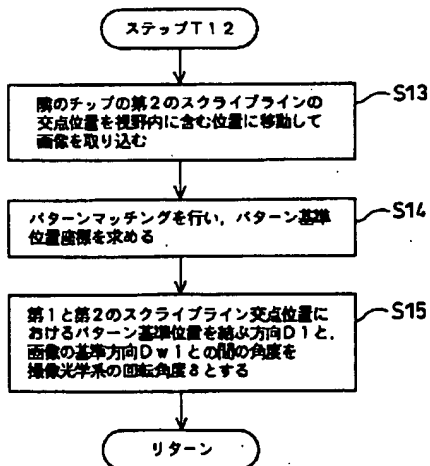 ステップT12
隣のチップの第2のスクライブラインの
交点位置を視野内に含む位置に移動して
画像を取り込む
S13
パターンマッチングを行い,パターン基準
位置座標を求める
S14
第1と第2のスクライブライン交点位置に
おけるパターン基準位置を結ぶ方向D1と,
画像の基準方向Dw1との間の角度を
撮像光学系の回転角度δとする
S15
リターン